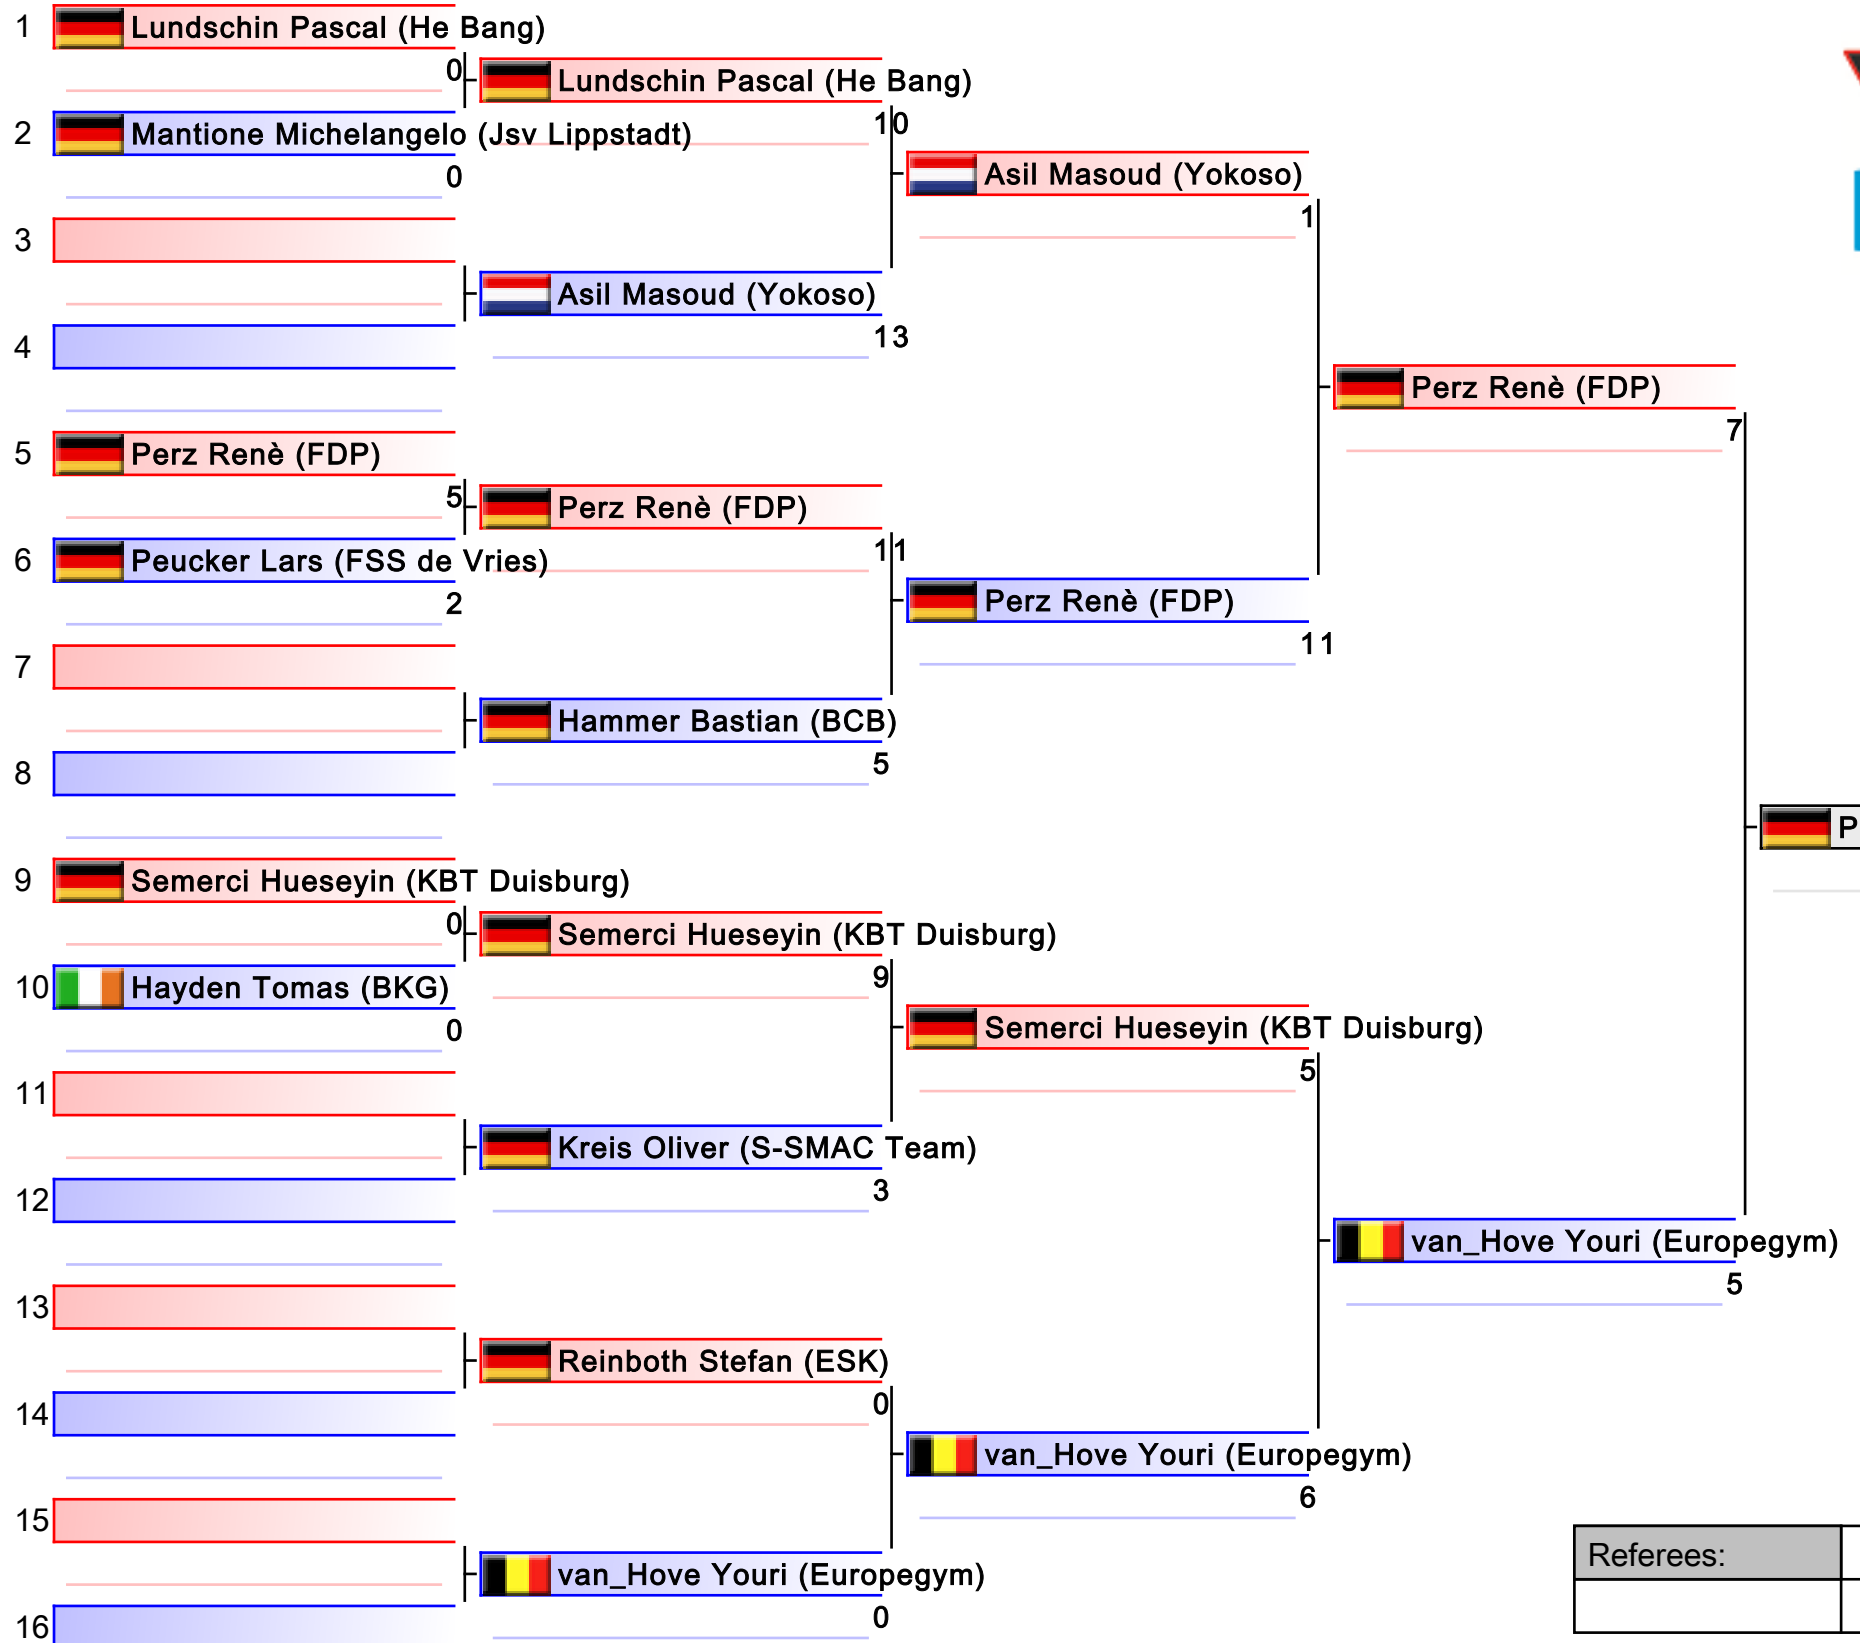 1 Lundschin Pascal (He Bang)
0 Lundschin Pascal (He Bang)
2 Mantione Michelangelo (Jsv Lippstadt)
10
0
Asil Masoud (Yokoso)
1
3
Asil Masoud (Yokoso)
13
4
Perz Renè (FDP)
7
5 Perz Renè (FDP)
5 Perz Renè (FDP)
11
6 Peucker Lars (FSS de Vries)
2
Perz Renè (FDP)
11
7
Hammer Bastian (BCB)
5
8
P
9 Semerci Hueseyin (KBT Duisburg)
0 Semerci Hueseyin (KBT Duisburg)
9
10 Hayden Tomas (BKG)
0
Semerci Hueseyin (KBT Duisburg)
5
11
Kreis Oliver (S-SMAC Team)
3
12
van_Hove Youri (Europegym)
5
13
Reinboth Stefan (ESK)
0
14
van_Hove Youri (Europegym)
6
15
Referees:
van_Hove Youri (Europegym)
0
16